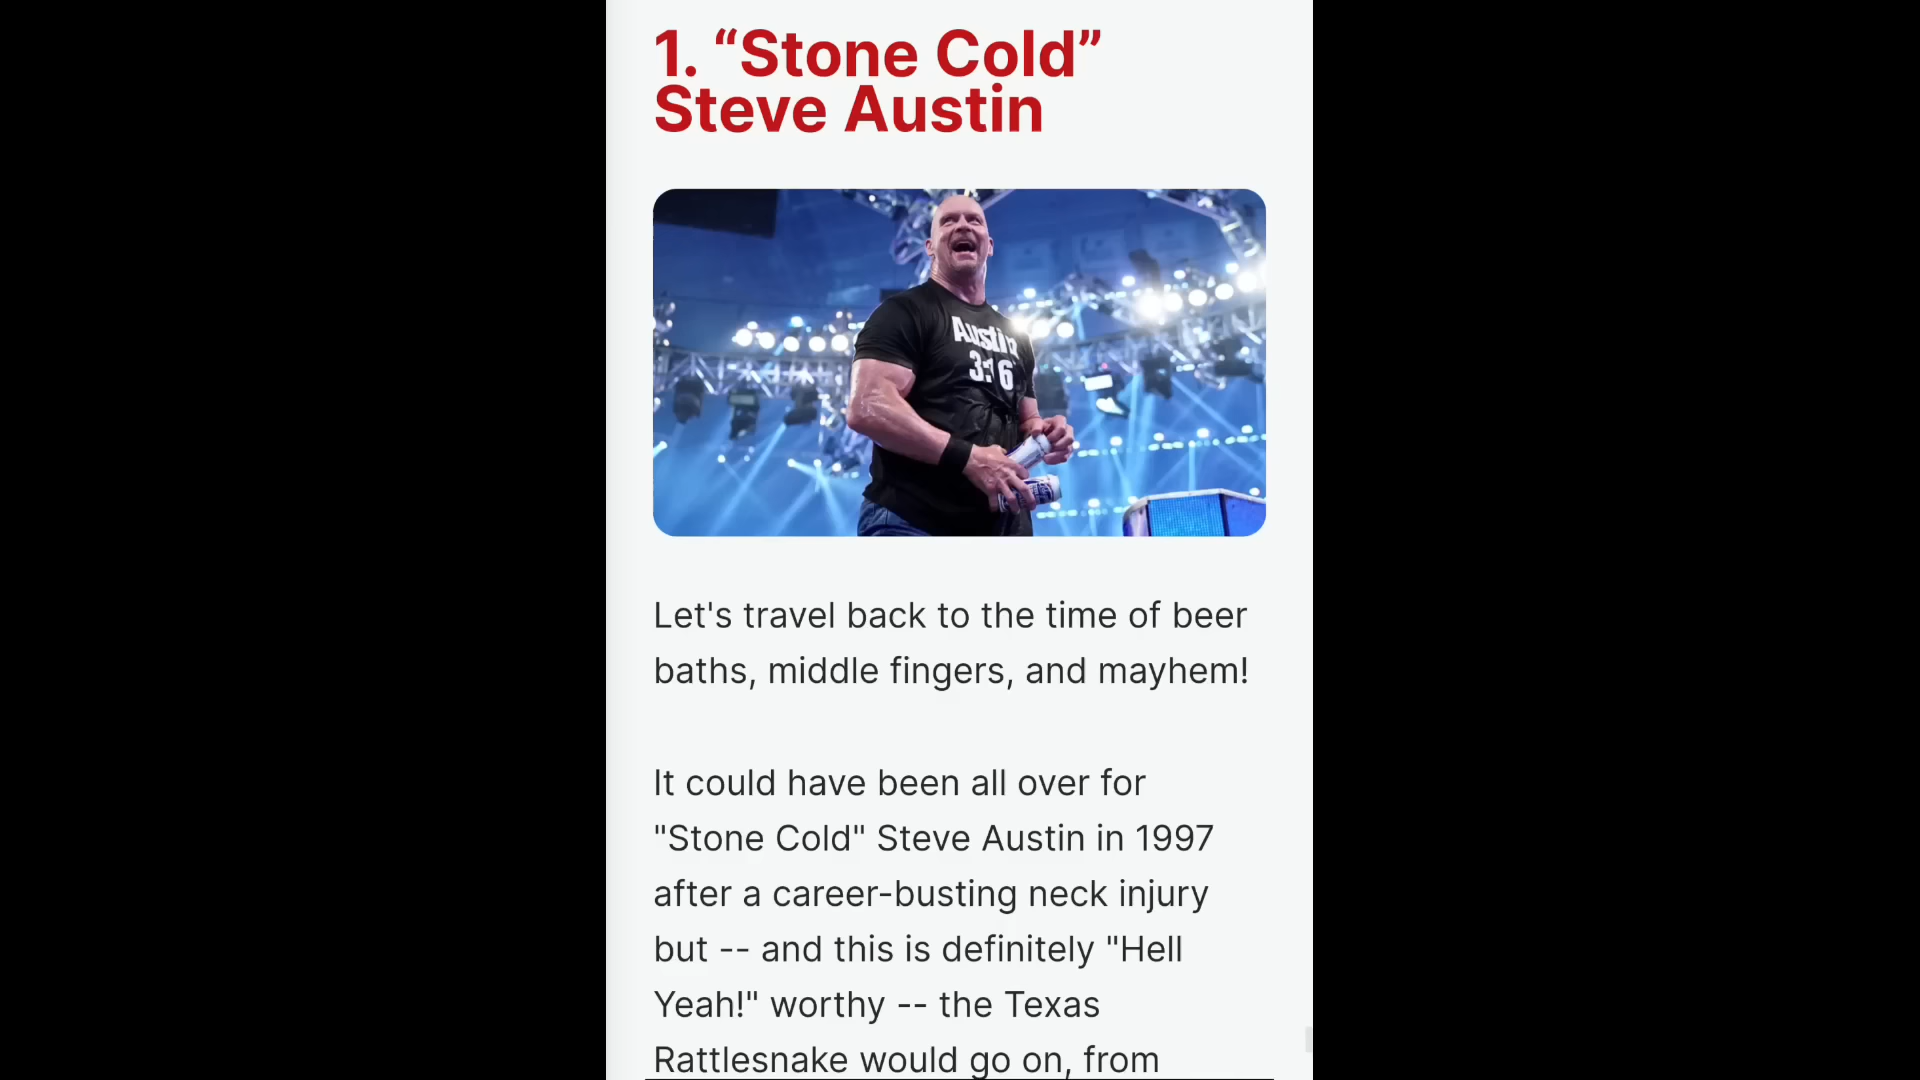 1. “Stone Cold”
Steve Austin
Austin
3:16
Let's travel back to the time of beer
baths, middle fingers, and mayhem!
It could have been all over for
"Stone Cold" Steve Austin in 1997
after a career-busting neck injury
but -- and this is definitely "Hell
Yeah!" worthy -- the Texas
Rattlesnake would go on, from